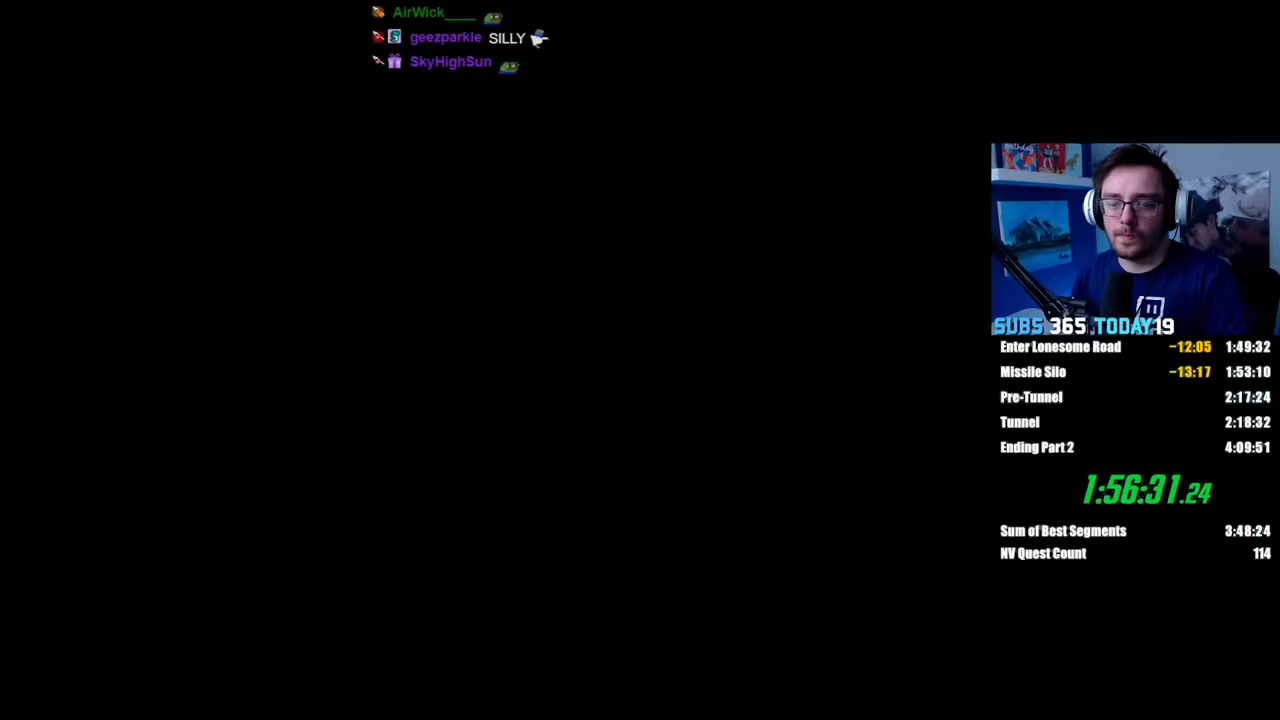 AirWick____
geezparkie SILLY
SkyHighSun
SUBS 365 TODAY 19
Enter Lonesome Road -12:05 1:49:32
Missile Silo -13:17 1:53:10
Pre-Tunnel 2:17:24
Tunnel 2:18:32
Ending Part 2 4:09:51
1:56:31.24
Sum of Best Segments 3:48:24
NV Quest Count 114